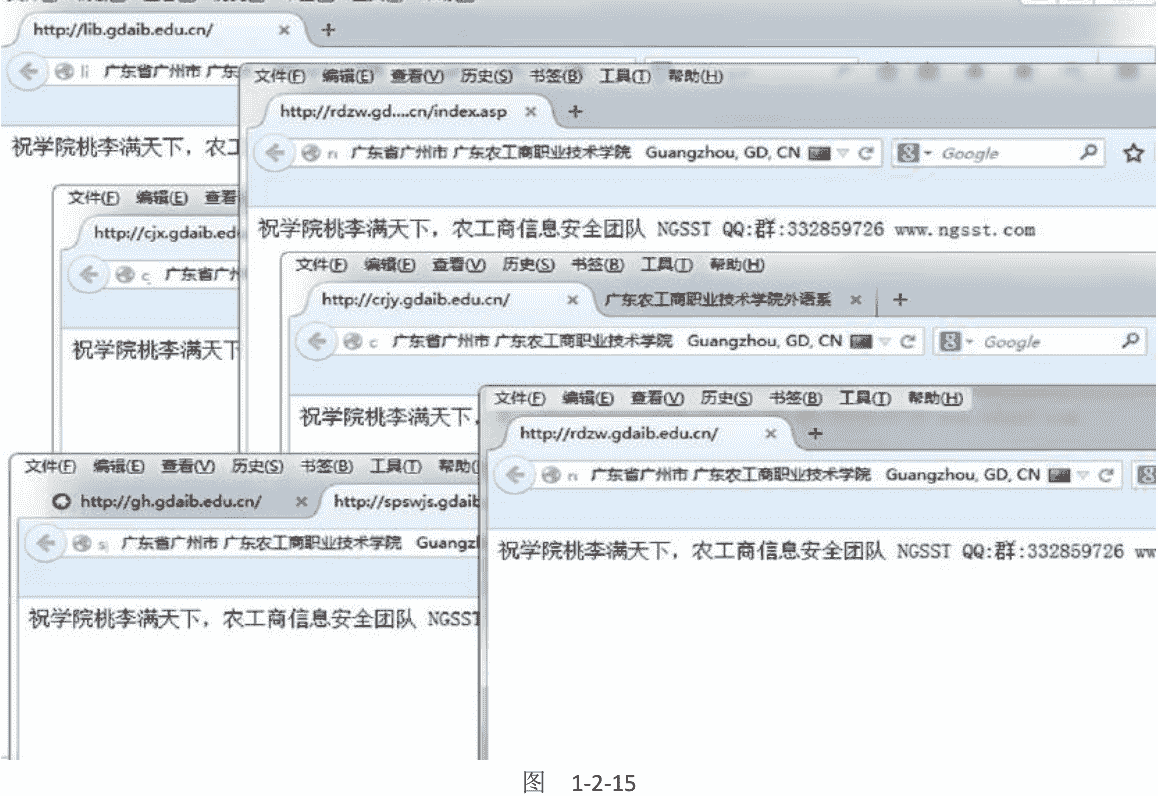 http://lib.gdaib.edu.cn/
广东省广州市 广东
祝学院桃李满天下，农工
文件(F) 编辑(E) 查看(V) 历史(S) 书签(B) 工具(T) 帮助(H)
http://rdzw.gd....cn/index.asp
广东省广州市 广东农工商职业技术学院 Guangzhou, GD, CN Google
祝学院桃李满天下，农工商信息安全团队 NGSST QQ:群:332859726 www.ngsst.com
文件(F) 编辑(E) 查看
http://cjx.gdaib.edu
广东省广州
祝学院桃李满天下
文件(F) 编辑(E) 查看(V) 历史(S) 书签(B) 工具(T) 帮助(H)
http://crjy.gdaib.edu.cn/ 广东农工商职业技术学院外语系
广东省广州市 广东农工商职业技术学院 Guangzhou, GD, CN Google
祝学院桃李满天下，
文件(F) 编辑(E) 查看(V) 历史(S) 书签(B) 工具(T) 帮助(H)
http://rdzw.gdaib.edu.cn/
广东省广州市 广东农工商职业技术学院 Guangzhou, GD, CN
祝学院桃李满天下，农工商信息安全团队 NGSST QQ:群:332859726 ww
文件(F) 编辑(E) 查看(V) 历史(S) 书签(B) 工具(T) 帮助(
http://gh.gdaib.edu.cn/ http://spswjs.gdaib
广东省广州市 广东农工商职业技术学院 Guangz
祝学院桃李满天下，农工商信息安全团队 NGSST
图 1-2-15